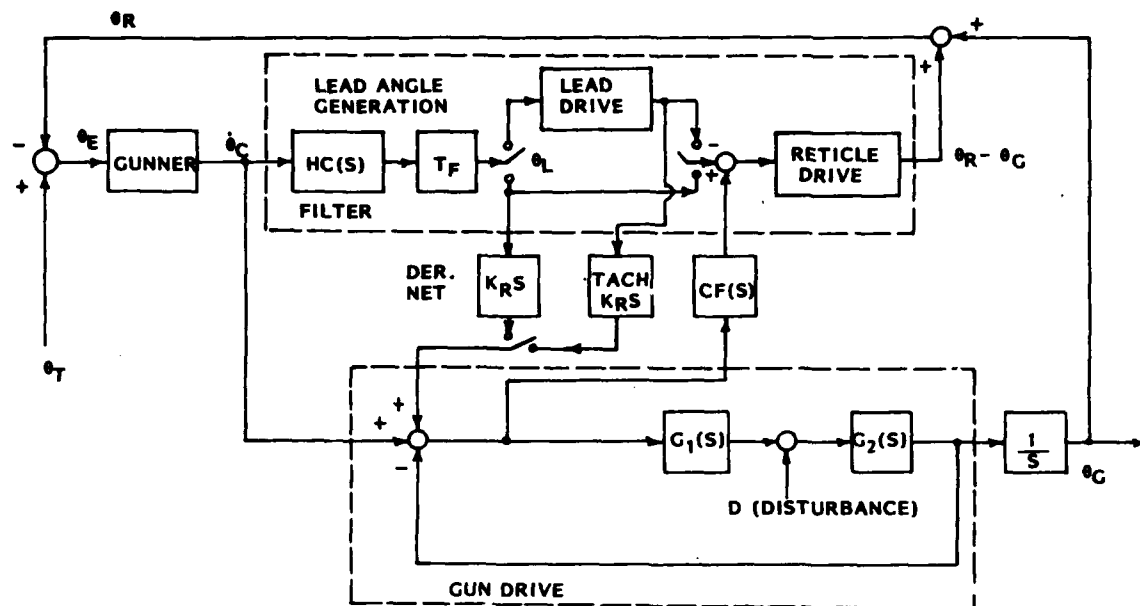 θR
+
+
LEAD ANGLE
GENERATION
LEAD
DRIVE
-
θE
GUNNER
θ̇C
HC(S)
TF
θL
-
+
RETICLE
DRIVE
θR - θG
+
FILTER
DER.
NET
KRS
TACH
KRS
CF(S)
θT
+
+
-
G1(S)
G2(S)
1
S
θG
D (DISTURBANCE)
GUN DRIVE